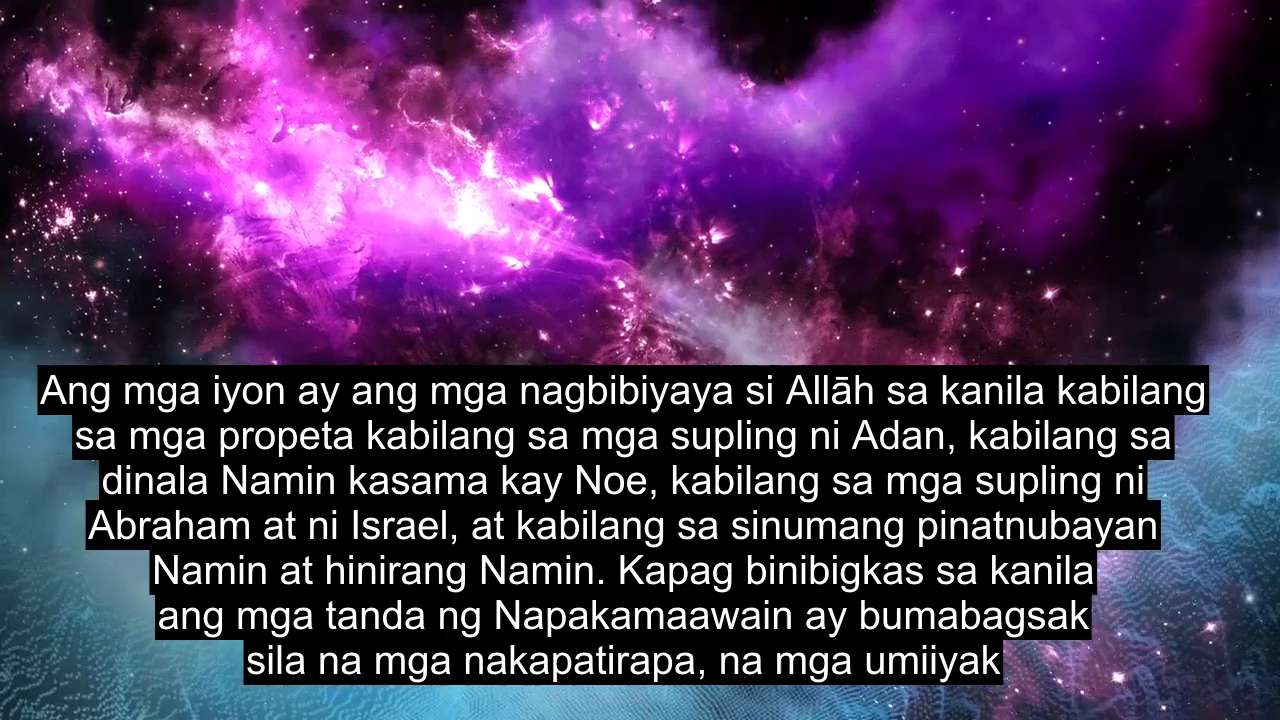 Ang mga iyon ay ang mga nagbibiyaya si Allāh sa kanila kabilang
sa mga propeta kabilang sa mga supling ni Adan, kabilang sa
dinala Namin kasama kay Noe, kabilang sa mga supling ni
Abraham at ni Israel, at kabilang sa sinumang pinatnubayan
Namin at hinirang Namin. Kapag binibigkas sa kanila
ang mga tanda ng Napakamaawain ay bumabagsak
sila na mga nakapatirapa, na mga umiiyak